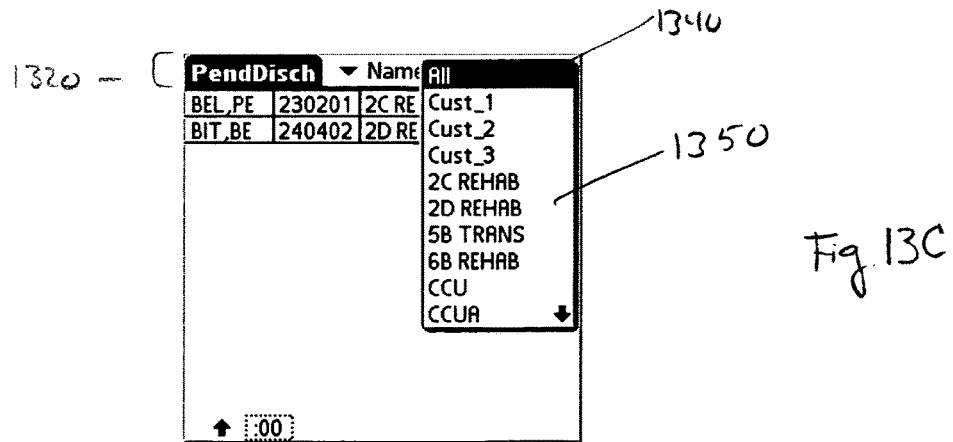 1340
1320 -
PendDisch Name All
BEL,PE 230201 2C RE Cust_1
BIT,BE 240402 2D RE Cust_2
Cust_3
1350
2C REHAB
2D REHAB
5B TRANS
6B REHAB
Fig. 13C
CCU
CCUA
:00